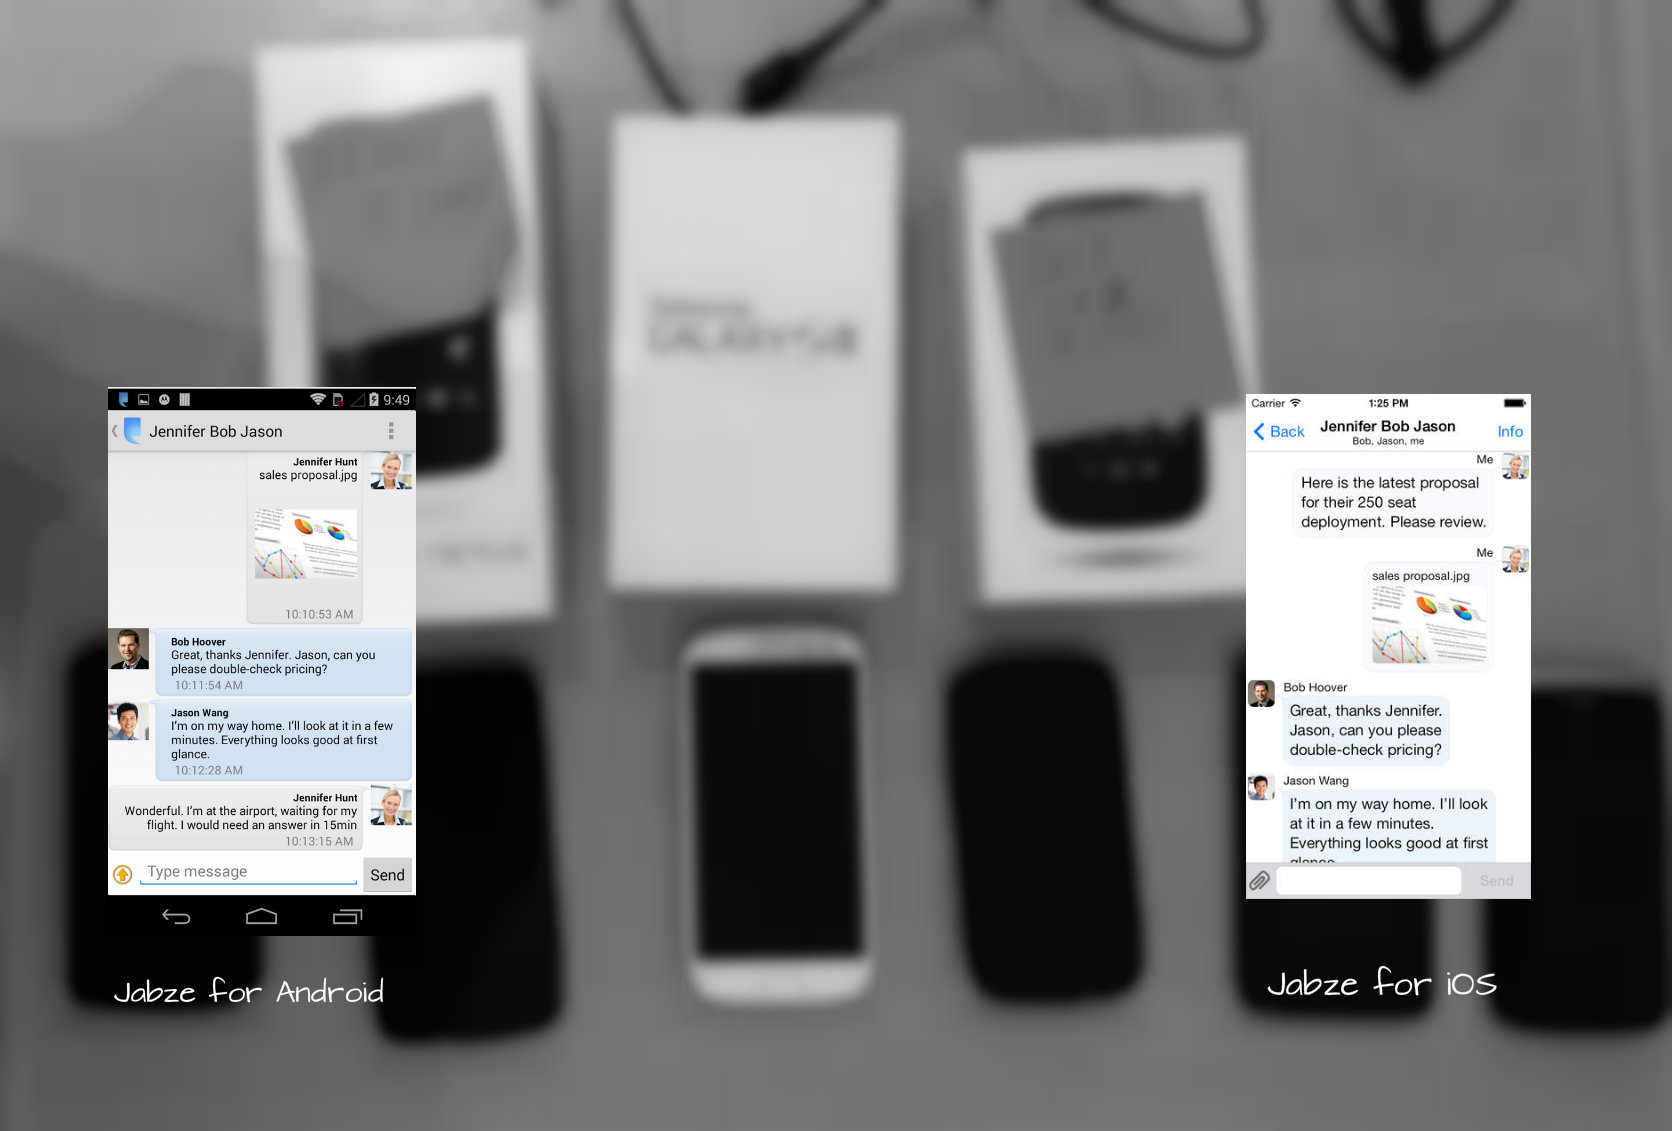 Samsung
GALAXY S III
9:49
Jennifer Bob Jason
Jennifer Hunt
sales proposal.jpg
10:10:53 AM
Bob Hoover
Great, thanks Jennifer. Jason, can you
please double-check pricing?
10:11:54 AM
Jason Wang
I'm on my way home. I'll look at it in a few
minutes. Everything looks good at first
glance.
10:12:28 AM
Jennifer Hunt
Wonderful. I'm at the airport, waiting for my
flight. I would need an answer in 15min
10:13:15 AM
Type message
Send
Jabze for Android
Carrier
1:25 PM
Back
Jennifer Bob Jason
Info
Bob, Jason, me
Me
Here is the latest proposal
for their 250 seat
deployment. Please review.
Me
sales proposal.jpg
Bob Hoover
Great, thanks Jennifer.
Jason, can you please
double-check pricing?
Jason Wang
I'm on my way home. I'll look
at it in a few minutes.
Everything looks good at first
glance
Send
Jabze for iOS